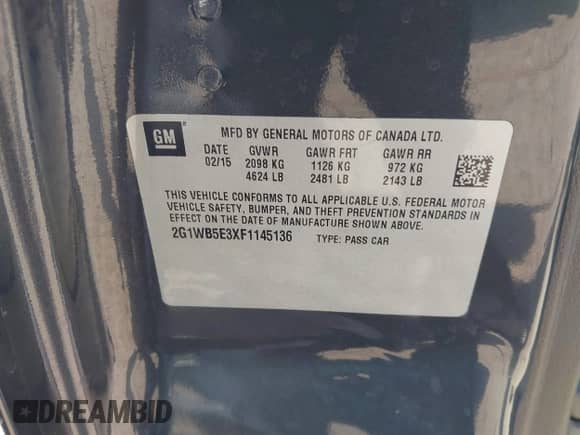 GM ®
MFD BY GENERAL MOTORS OF CANADA LTD.
DATE GVWR GAWR FRT GAWR RR
02/15 2098 KG 1126 KG 972 KG
4624 LB 2481 LB 2143 LB
THIS VEHICLE CONFORMS TO ALL APPLICABLE U.S. FEDERAL MOTOR
VEHICLE SAFETY, BUMPER, AND THEFT PREVENTION STANDARDS IN
EFFECT ON THE DATE OF MANUFACTURE SHOWN ABOVE.
2G1WB5E3XF1145136 TYPE: PASS CAR
DREAMBID